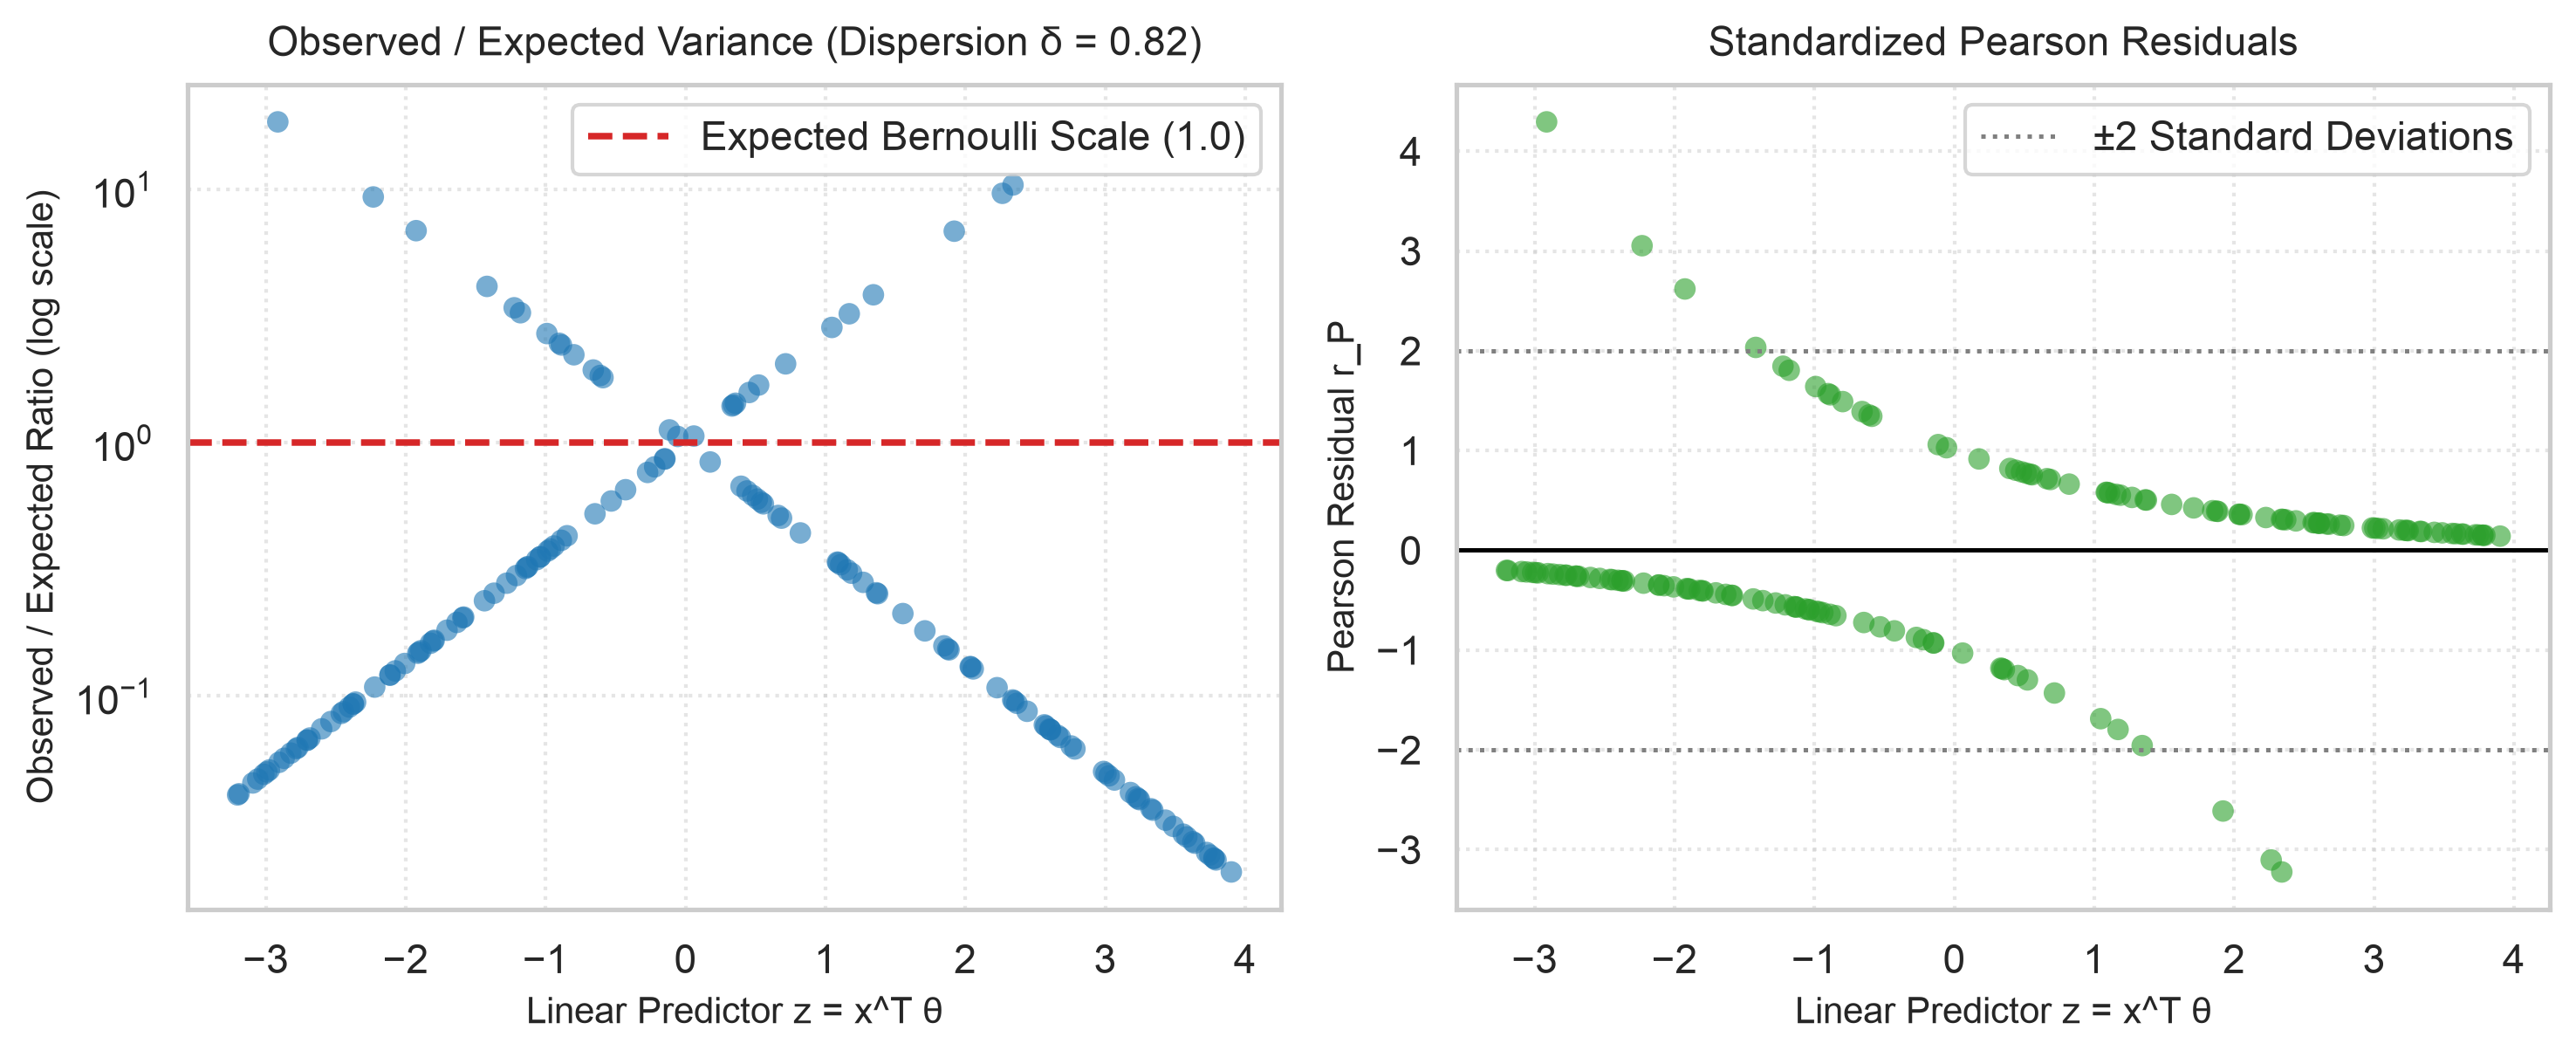 Observed / Expected Variance (Dispersion δ = 0.82)
Expected Bernoulli Scale (1.0)
Observed / Expected Ratio (log scale)
10^1
10^0
10^−1
−3 −2 −1 0 1 2 3 4
Linear Predictor z = x^T θ
Standardized Pearson Residuals
±2 Standard Deviations
Pearson Residual r_P
4
3
2
1
0
−1
−2
−3
−3 −2 −1 0 1 2 3 4
Linear Predictor z = x^T θ